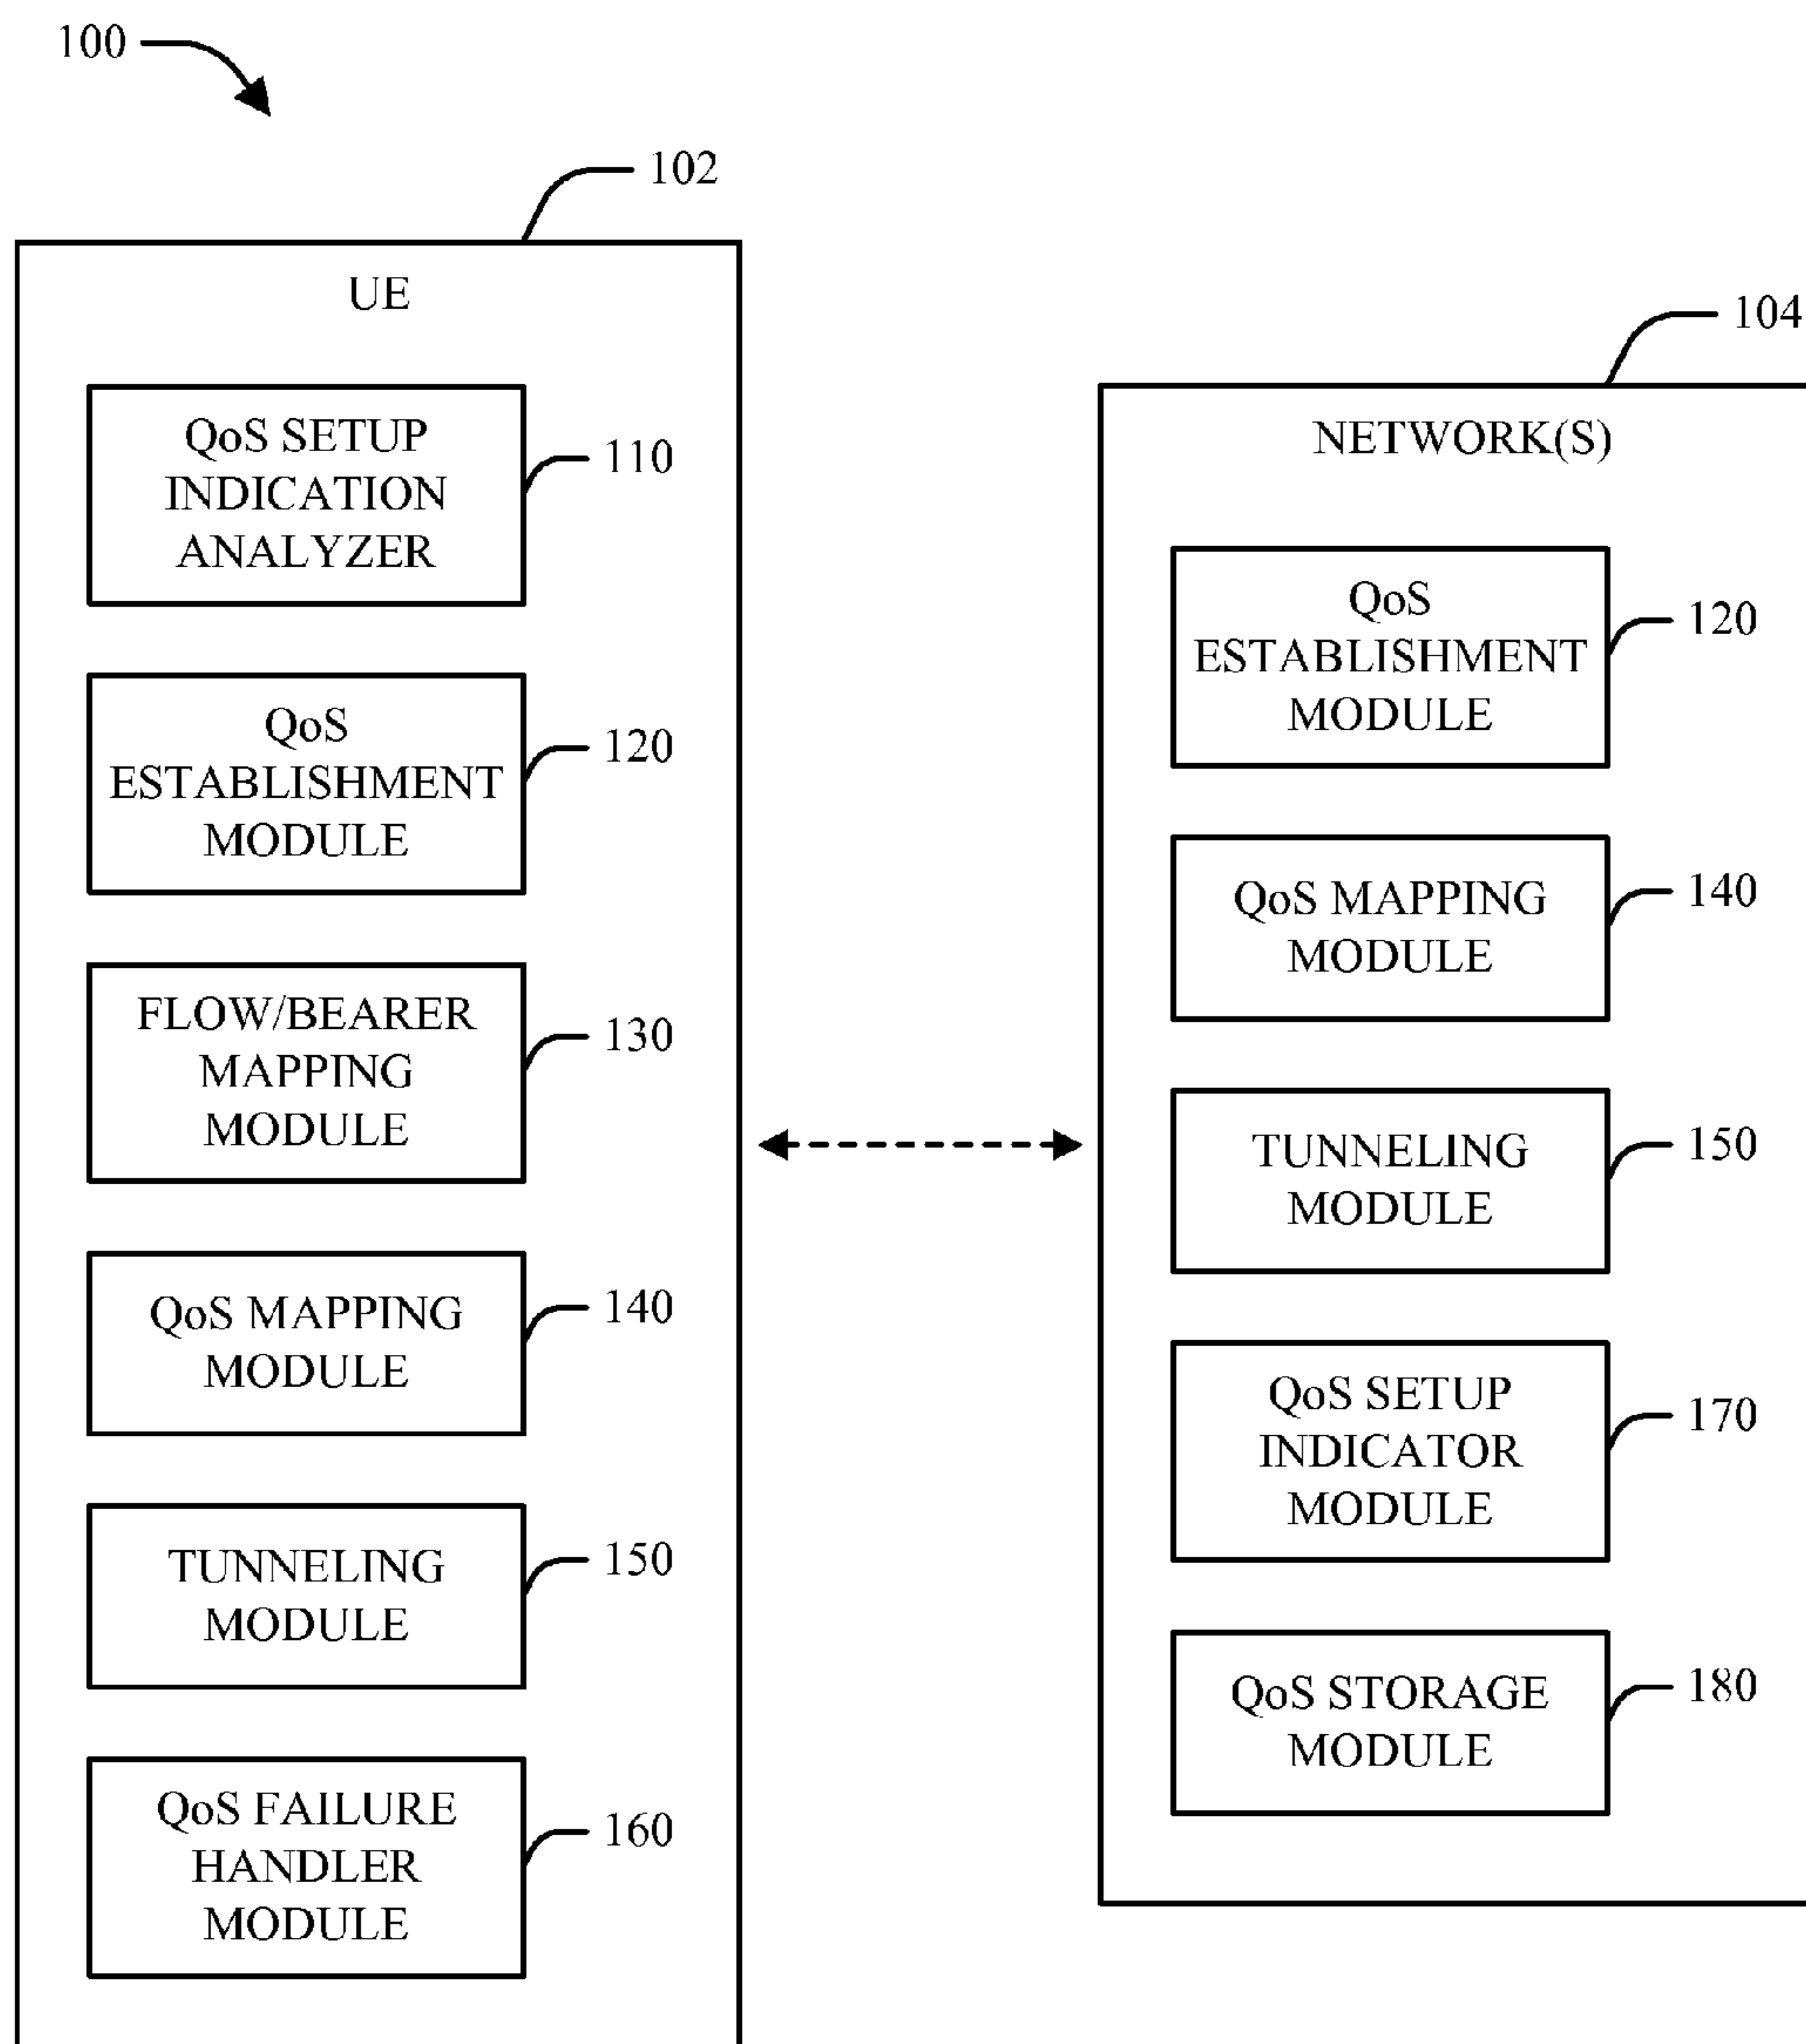 100
102
UE
QoS SETUP
INDICATION
ANALYZER
110
QoS
ESTABLISHMENT
MODULE
120
FLOW/BEARER
MAPPING
MODULE
130
QoS MAPPING
MODULE
140
TUNNELING
MODULE
150
QoS FAILURE
HANDLER
MODULE
160
104
NETWORK(S)
QoS
ESTABLISHMENT
MODULE
120
QoS MAPPING
MODULE
140
TUNNELING
MODULE
150
QoS SETUP
INDICATOR
MODULE
170
QoS STORAGE
MODULE
180